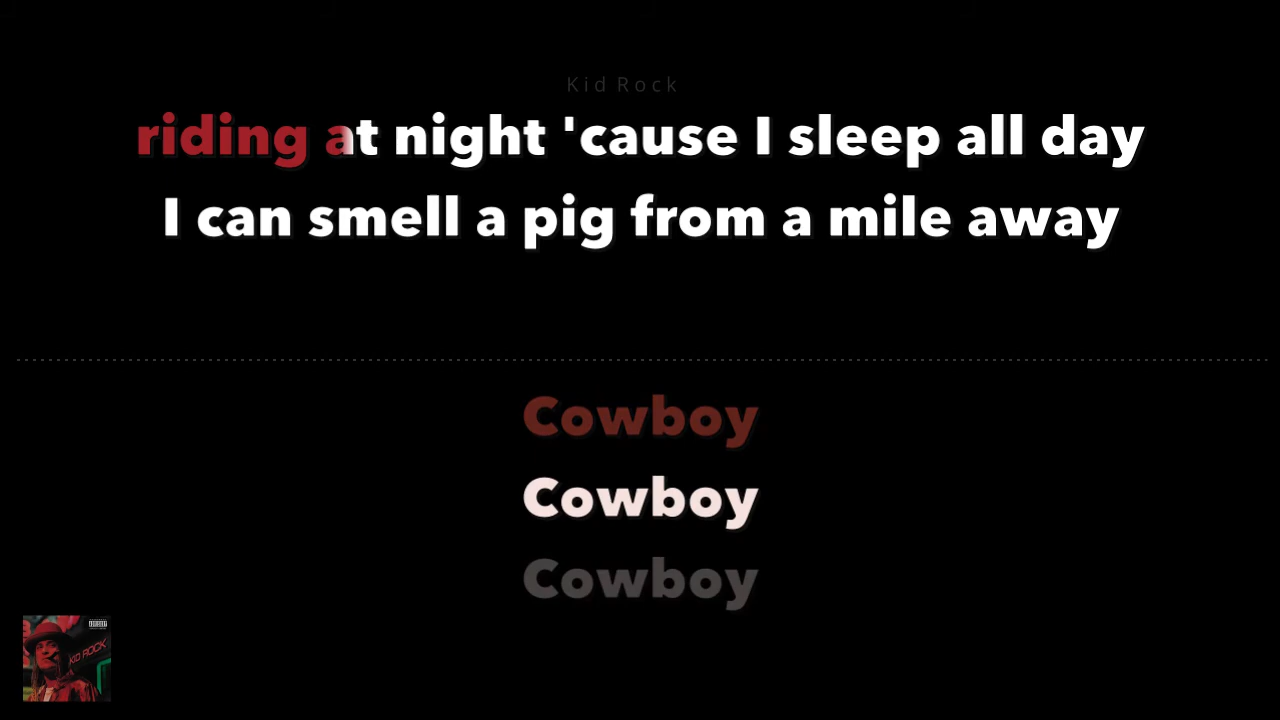 Kid Rock
riding at night 'cause I sleep all day
I can smell a pig from a mile away
Cowboy
Cowboy
Cowboy
KID ROCK